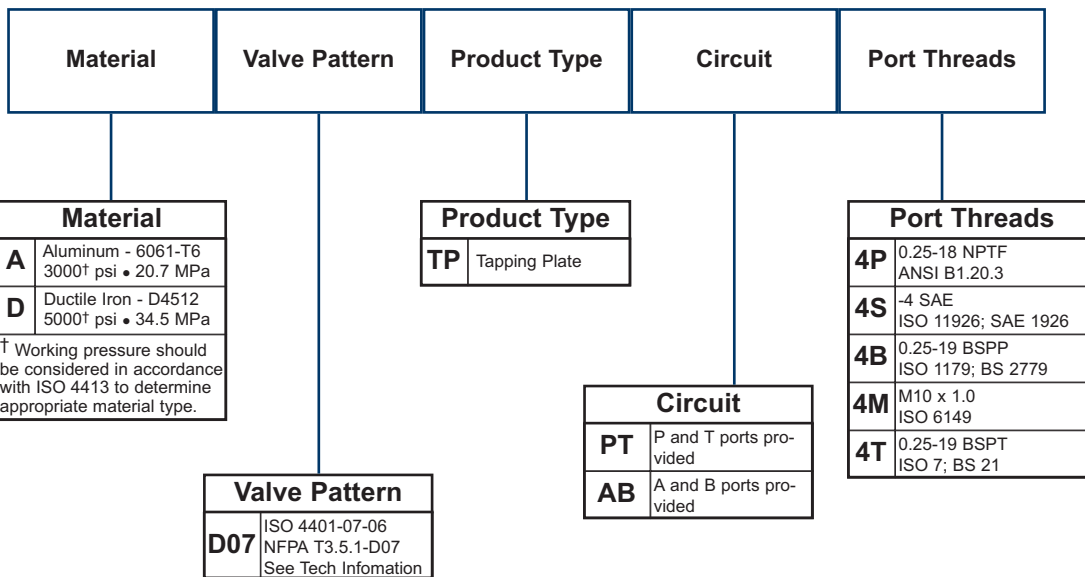 Material
Valve Pattern
Product Type
Circuit
Port Threads
Material
A
Aluminum - 6061-T6
3000† psi • 20.7 MPa
D
Ductile Iron - D4512
5000† psi • 34.5 MPa
† Working pressure should
be considered in accordance
with ISO 4413 to determine
appropriate material type.
Valve Pattern
D07
ISO 4401-07-06
NFPA T3.5.1-D07
See Tech Infomation
Product Type
TP
Tapping Plate
Circuit
PT
P and T ports pro-
vided
AB
A and B ports pro-
vided
Port Threads
4P
0.25-18 NPTF
ANSI B1.20.3
4S
-4 SAE
ISO 11926; SAE 1926
4B
0.25-19 BSPP
ISO 1179; BS 2779
4M
M10 x 1.0
ISO 6149
4T
0.25-19 BSPT
ISO 7; BS 21